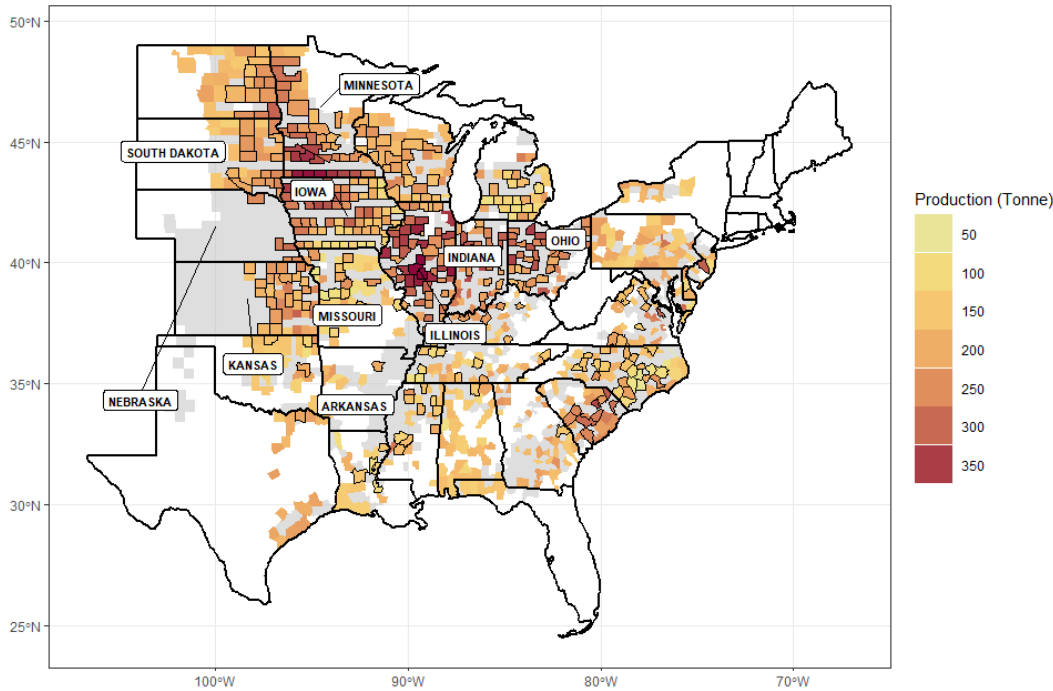 50°N
45°N
40°N
35°N
30°N
25°N
MINNESOTA
SOUTH DAKOTA
IOWA
OHIO
INDIANA
MISSOURI
ILLINOIS
KANSAS
NEBRASKA
ARKANSAS
100°W
90°W
80°W
70°W
Production (Tonne)
50
100
150
200
250
300
350